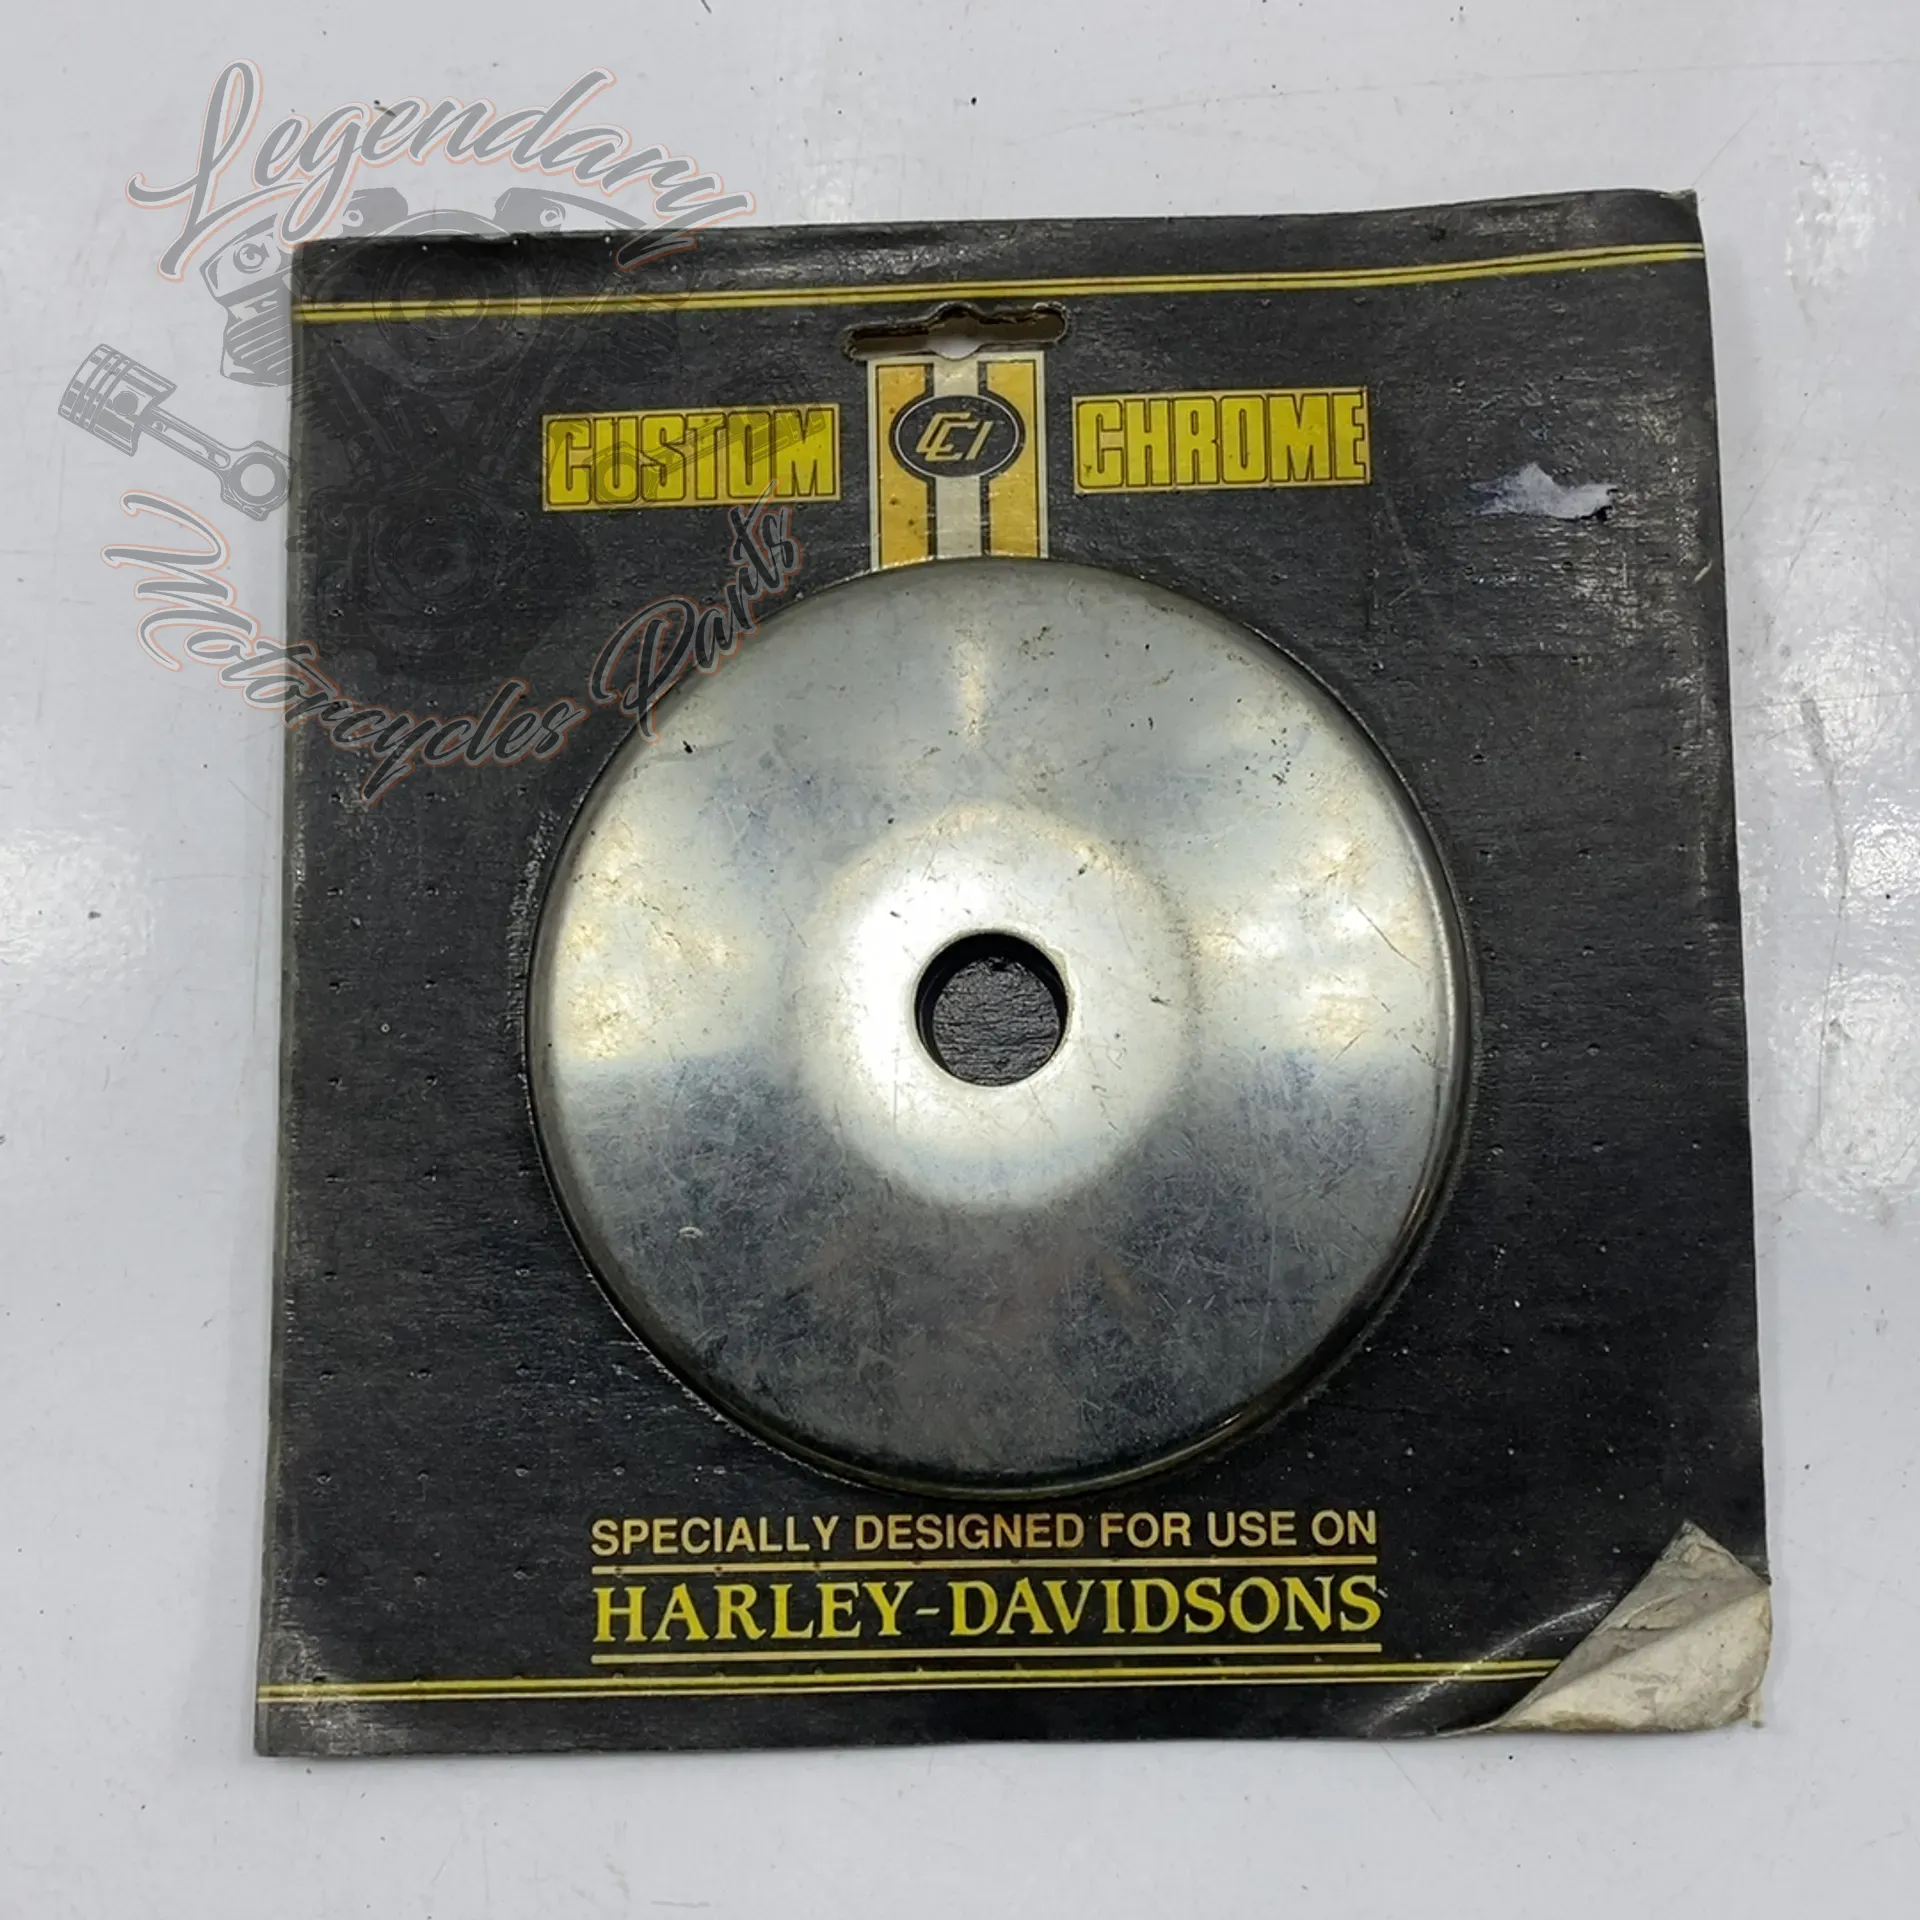 Legendary
Motorcycles Parts
CUSTOM CCI CHROME
SPECIALLY DESIGNED FOR USE ON
HARLEY-DAVIDSONS